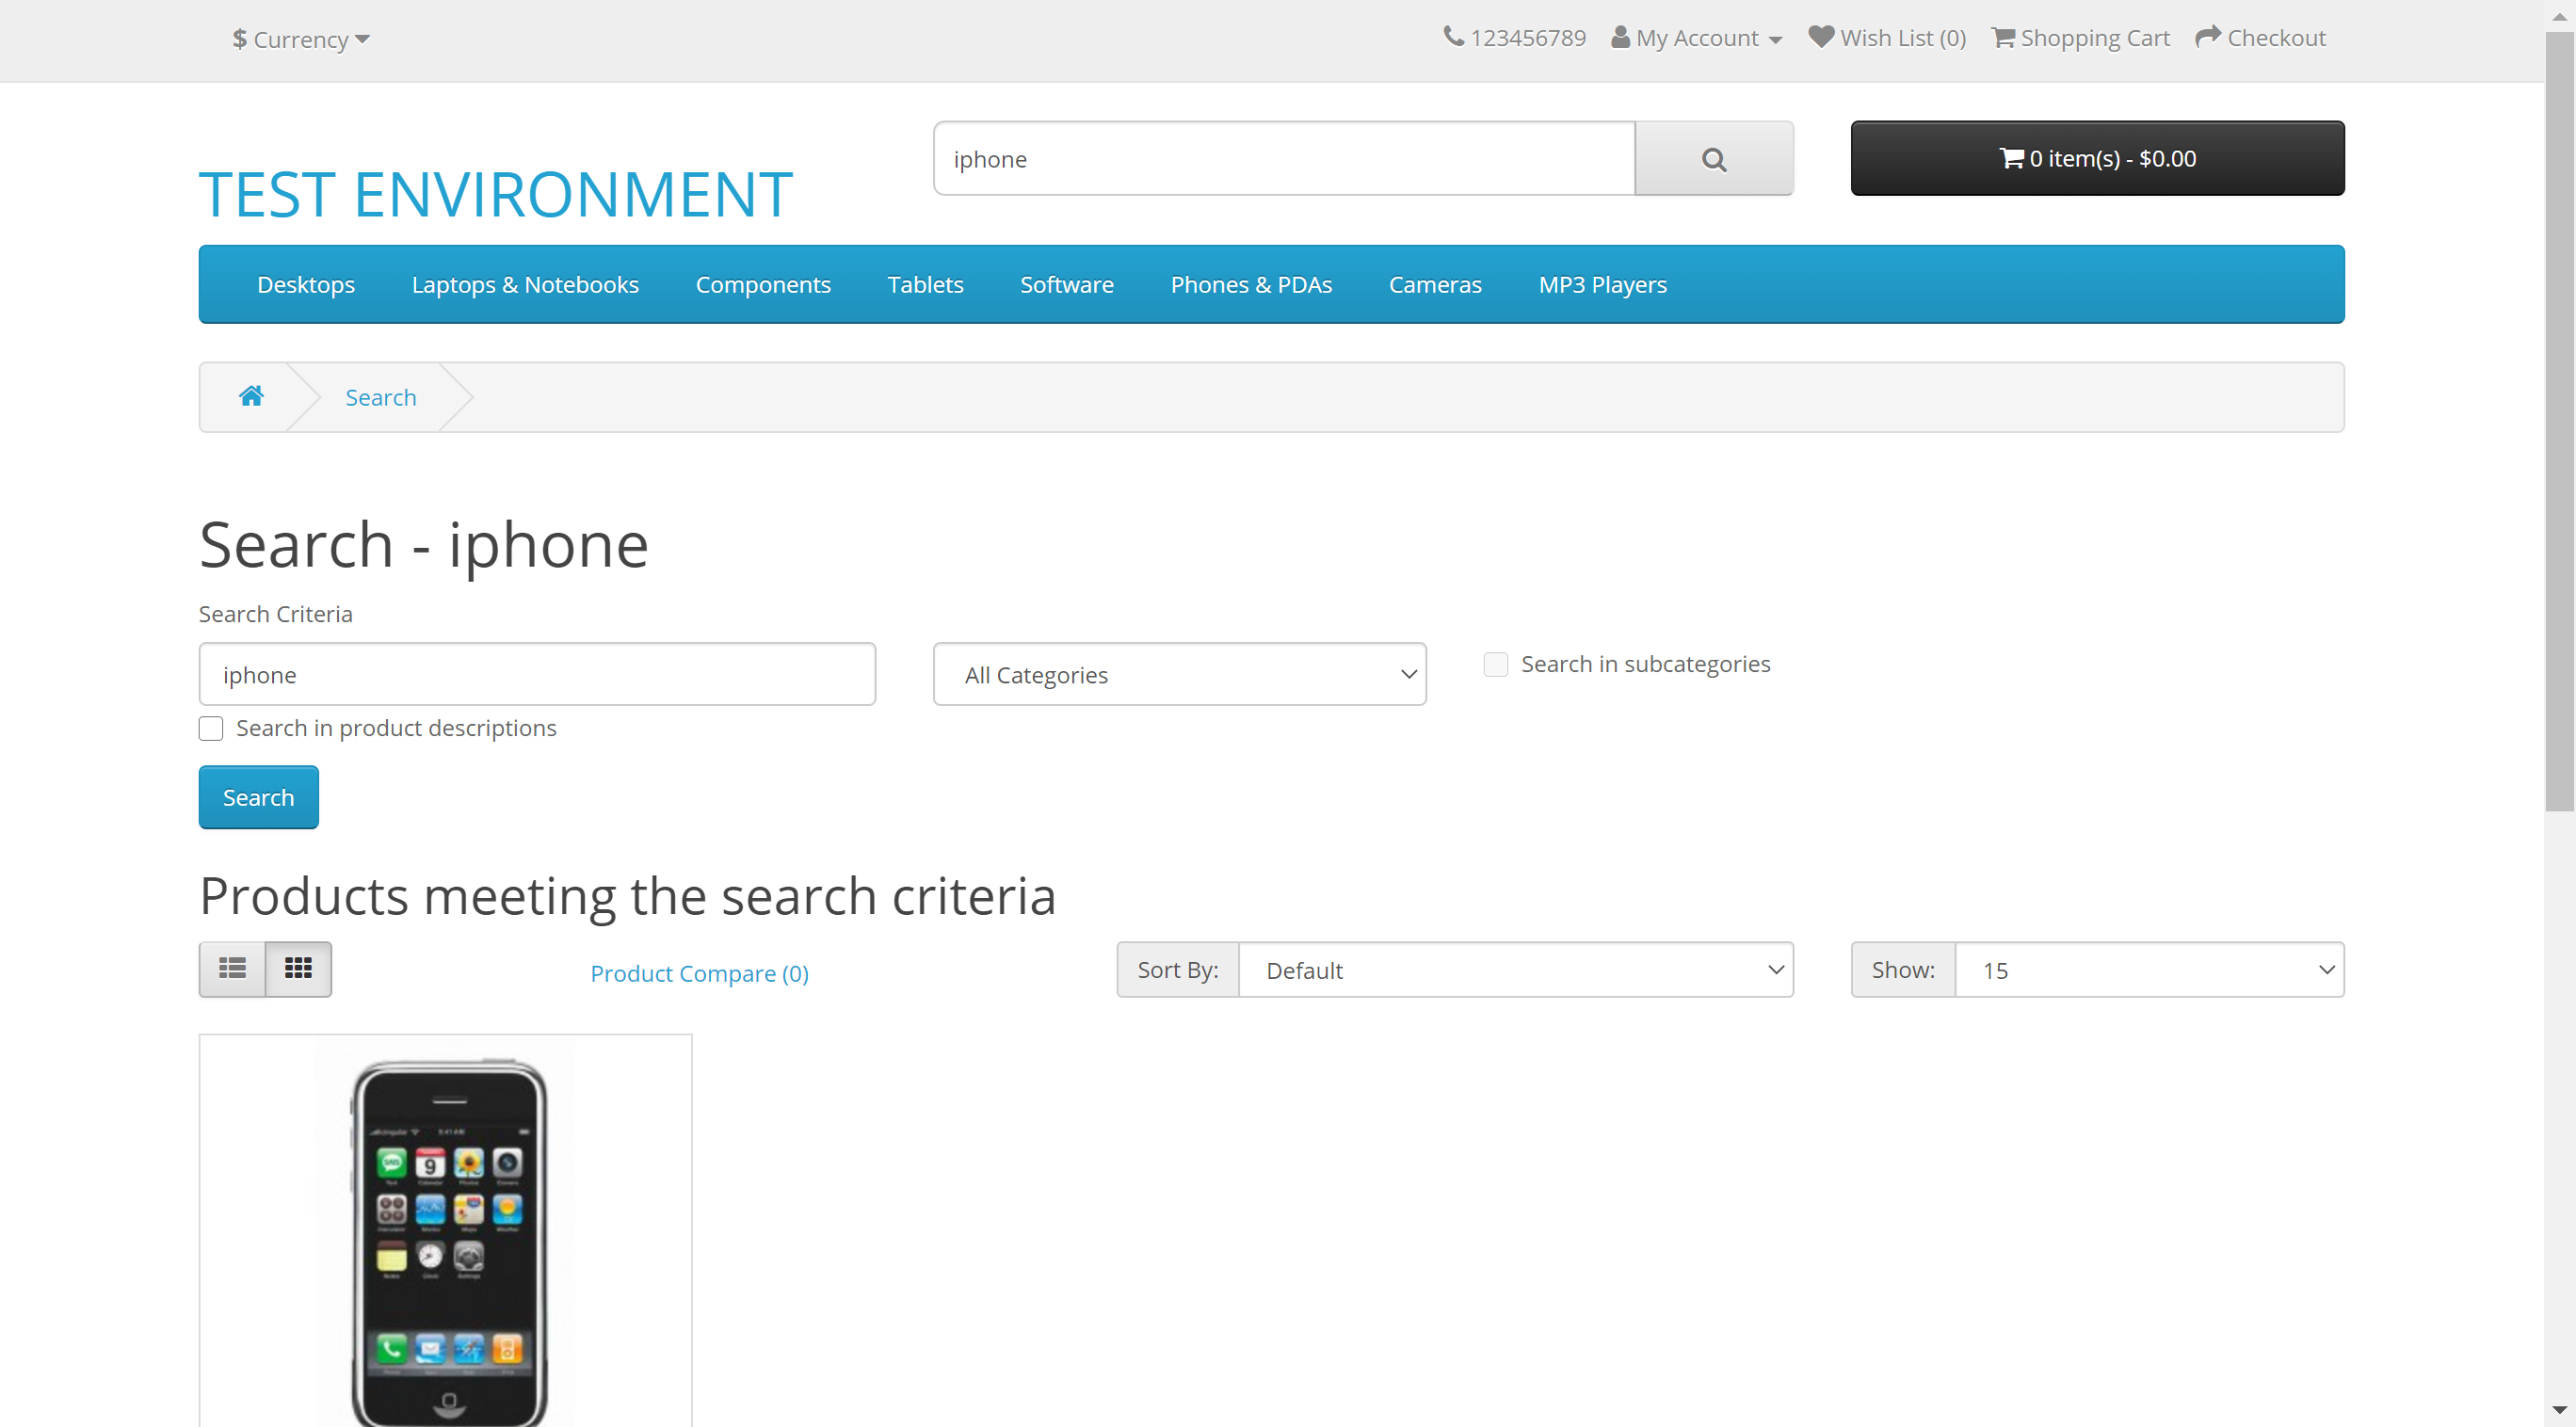 $ Currency
123456789 My Account Wish List (0) Shopping Cart Checkout
TEST ENVIRONMENT
iphone
0 item(s) - $0.00
Desktops Laptops & Notebooks Components Tablets Software Phones & PDAs Cameras MP3 Players
Search
Search - iphone
Search Criteria
iphone
All Categories
Search in subcategories
Search in product descriptions
Search
Products meeting the search criteria
Product Compare (0)
Sort By: Default
Show: 15
9